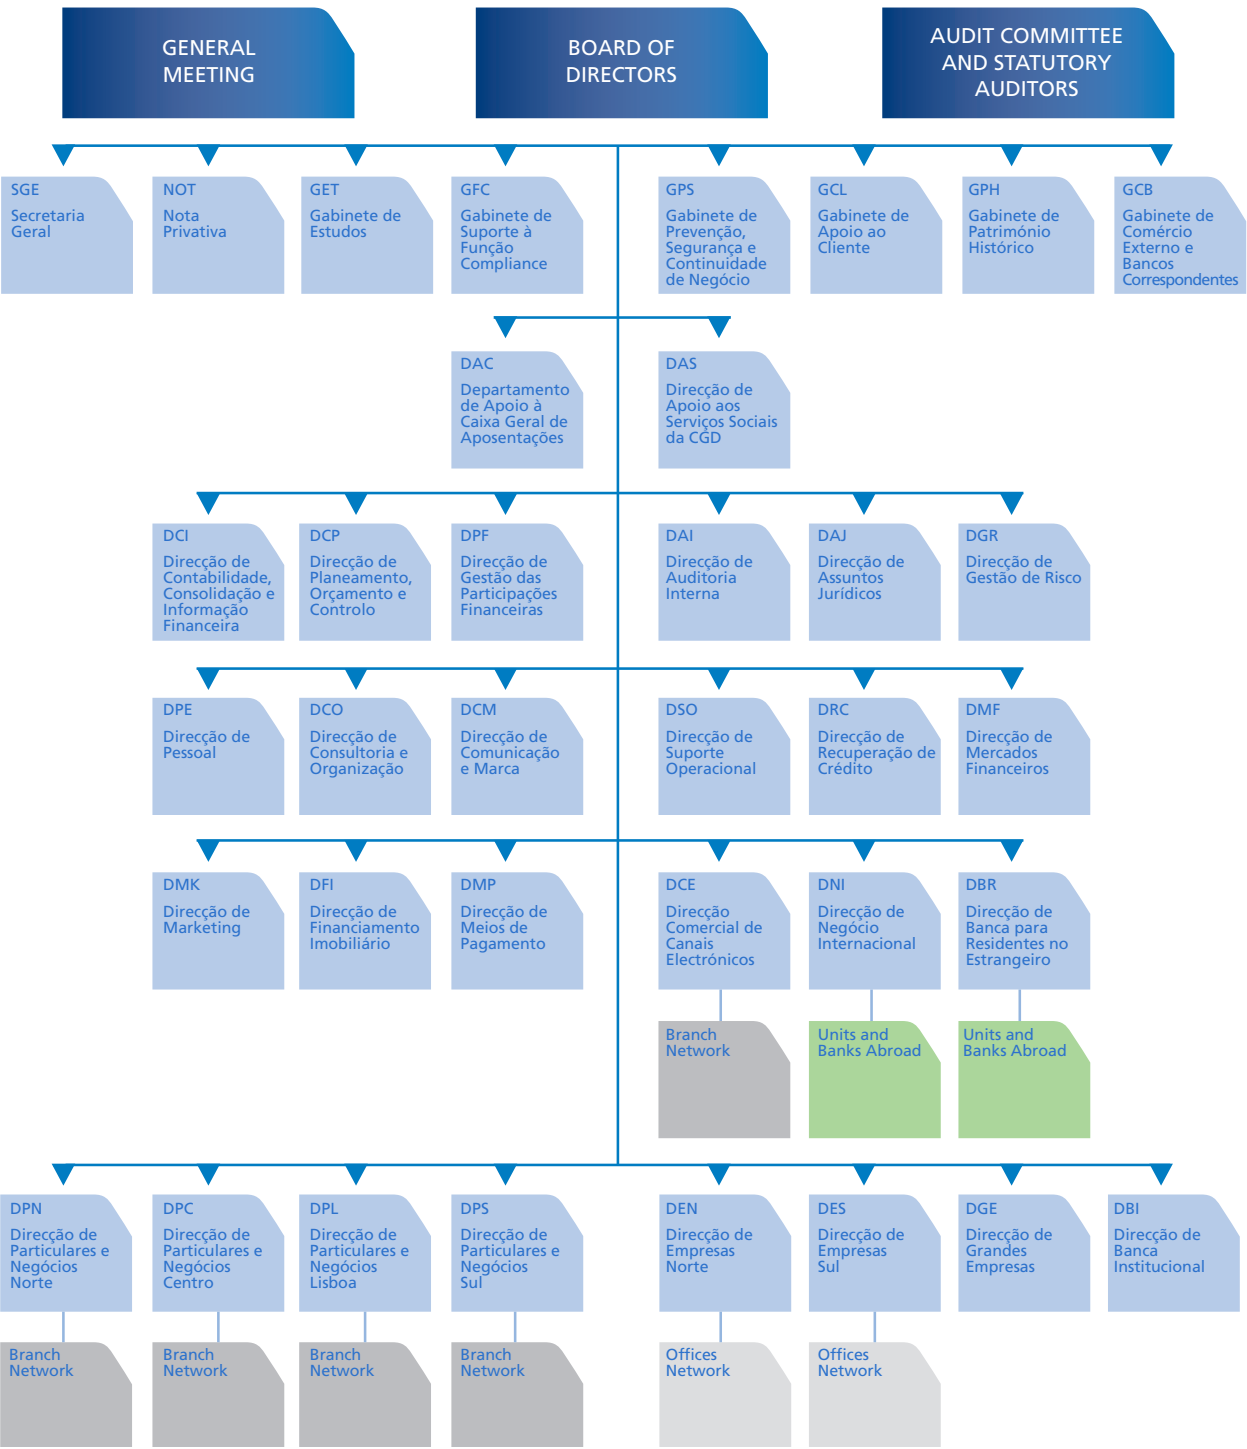 GENERAL
MEETING
BOARD OF
DIRECTORS
AUDIT COMMITTEE
AND STATUTORY
AUDITORS
SGE
Secretaria
Geral
NOT
Nota
Privativa
GET
Gabinete de
Estudos
GFC
Gabinete de
Suporte à
Função
Compliance
GPS
Gabinete de
Prevenção,
Segurança e
Continuidade
de Negócio
GCL
Gabinete de
Apoio ao
Cliente
GPH
Gabinete de
Património
Histórico
GCB
Gabinete de
Comércio
Externo e
Bancos
Correspondentes
DAC
Departamento
de Apoio à
Caixa Geral de
Aposentações
DAS
Direcção de
Apoio aos
Serviços Sociais
da CGD
DCI
Direcção de
Contabilidade,
Consolidação e
Informação
Financeira
DCP
Direcção de
Planeamento,
Orçamento e
Controlo
DPF
Direcção de
Gestão das
Participações
Financeiras
DAI
Direcção de
Auditoria
Interna
DAJ
Direcção de
Assuntos
Jurídicos
DGR
Direcção de
Gestão de Risco
DPE
Direcção de
Pessoal
DCO
Direcção de
Consultoria e
Organização
DCM
Direcção de
Comunicação
e Marca
DSO
Direcção de
Suporte
Operacional
DRC
Direcção de
Recuperação de
Crédito
DMF
Direcção de
Mercados
Financeiros
DMK
Direcção de
Marketing
DFI
Direcção de
Financiamento
Imobiliário
DMP
Direcção de
Meios de
Pagamento
DCE
Direcção
Comercial de
Canais
Electrónicos
DNI
Direcção de
Negócio
Internacional
DBR
Direcção de
Banca para
Residentes no
Estrangeiro
Branch
Network
Units and
Banks Abroad
Units and
Banks Abroad
DPN
Direcção de
Particulares e
Negócios
Norte
DPC
Direcção de
Particulares e
Negócios
Centro
DPL
Direcção de
Particulares e
Negócios
Lisboa
DPS
Direcção de
Particulares e
Negócios
Sul
DEN
Direcção de
Empresas
Norte
DES
Direcção de
Empresas
Sul
DGE
Direcção de
Grandes
Empresas
DBI
Direcção de
Banca
Institucional
Branch
Network
Branch
Network
Branch
Network
Branch
Network
Offices
Network
Offices
Network